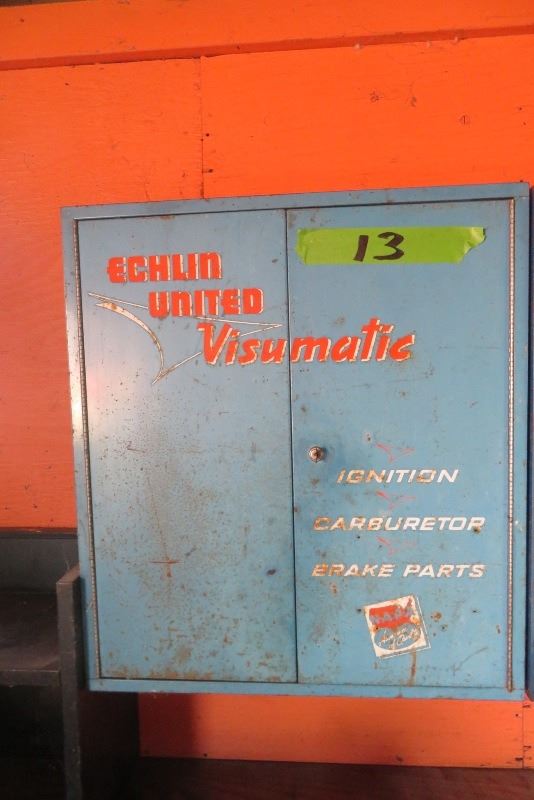 13
ECHLIN
UNITED
Visumatic
IGNITION
CARBURETOR
BRAKE PARTS